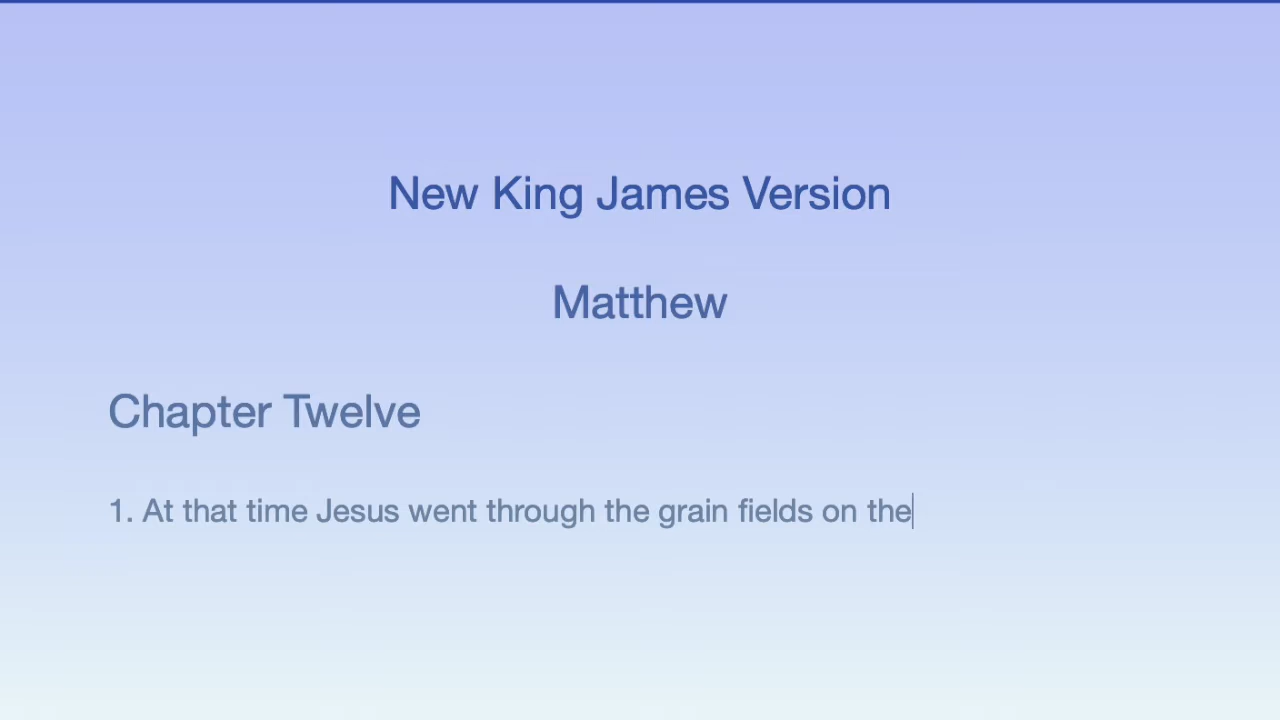 New King James Version
Matthew
Chapter Twelve
1. At that time Jesus went through the grain fields on the